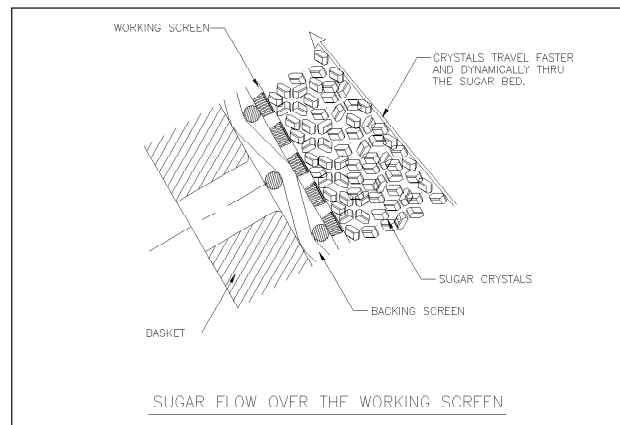 WORKING SCREEN
CRYSTALS TRAVEL FASTER
AND DYNAMICALLY THRU
THE SUGAR BED.
SUGAR CRYSTALS
BACKING SCREEN
BASKET
SUGAR FLOW OVER THE WORKING SCREEN